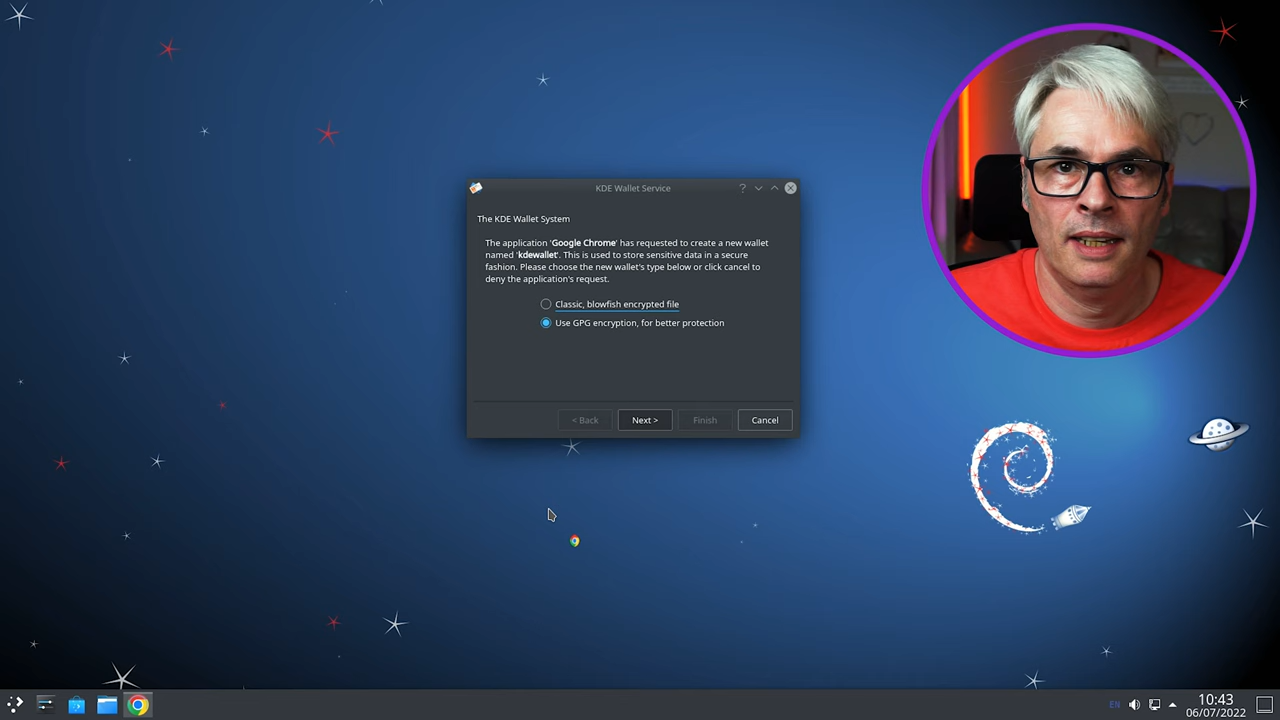 KDE Wallet Service
The KDE Wallet System
The application 'Google Chrome' has requested to create a new wallet
named 'kdewallet'. This is used to store sensitive data in a secure
fashion. Please choose the new wallet's type below or click cancel to
deny the application's request.
Classic, blowfish encrypted file
Use GPG encryption, for better protection
< Back
Next >
Finish
Cancel
EN
10:43
06/07/2022